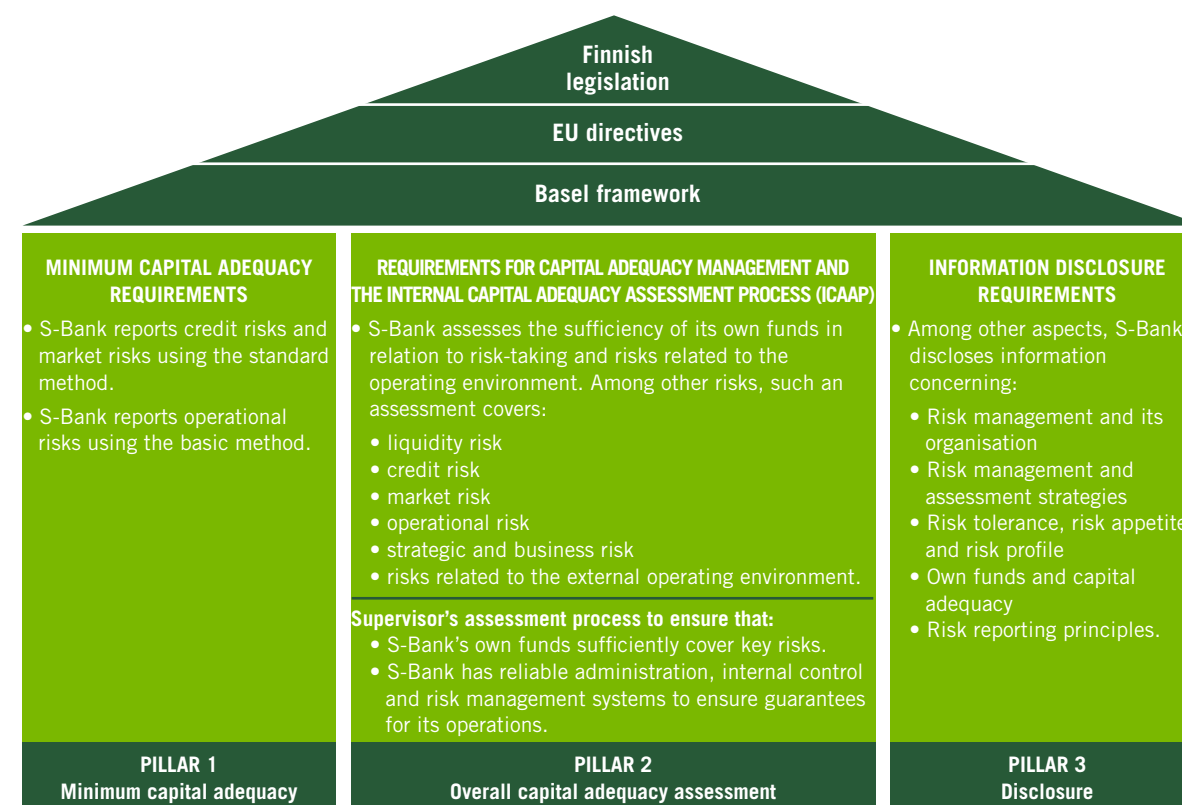 Finnish
legislation
EU directives
Basel framework
MINIMUM CAPITAL ADEQUACY
REQUIREMENTS
• S-Bank reports credit risks and
market risks using the standard
method.
• S-Bank reports operational
risks using the basic method.
PILLAR 1
Minimum capital adequacy
REQUIREMENTS FOR CAPITAL ADEQUACY MANAGEMENT AND
THE INTERNAL CAPITAL ADEQUACY ASSESSMENT PROCESS (ICAAP)
• S-Bank assesses the sufficiency of its own funds in
relation to risk-taking and risks related to the
operating environment. Among other risks, such an
assessment covers:
• liquidity risk
• credit risk
• market risk
• operational risk
• strategic and business risk
• risks related to the external operating environment.
Supervisor’s assessment process to ensure that:
• S-Bank’s own funds sufficiently cover key risks.
• S-Bank has reliable administration, internal control
and risk management systems to ensure guarantees
for its operations.
PILLAR 2
Overall capital adequacy assessment
INFORMATION DISCLOSURE
REQUIREMENTS
• Among other aspects, S-Bank
discloses information
concerning:
• Risk management and its
organisation
• Risk management and
assessment strategies
• Risk tolerance, risk appetite
and risk profile
• Own funds and capital
adequacy
• Risk reporting principles.
PILLAR 3
Disclosure